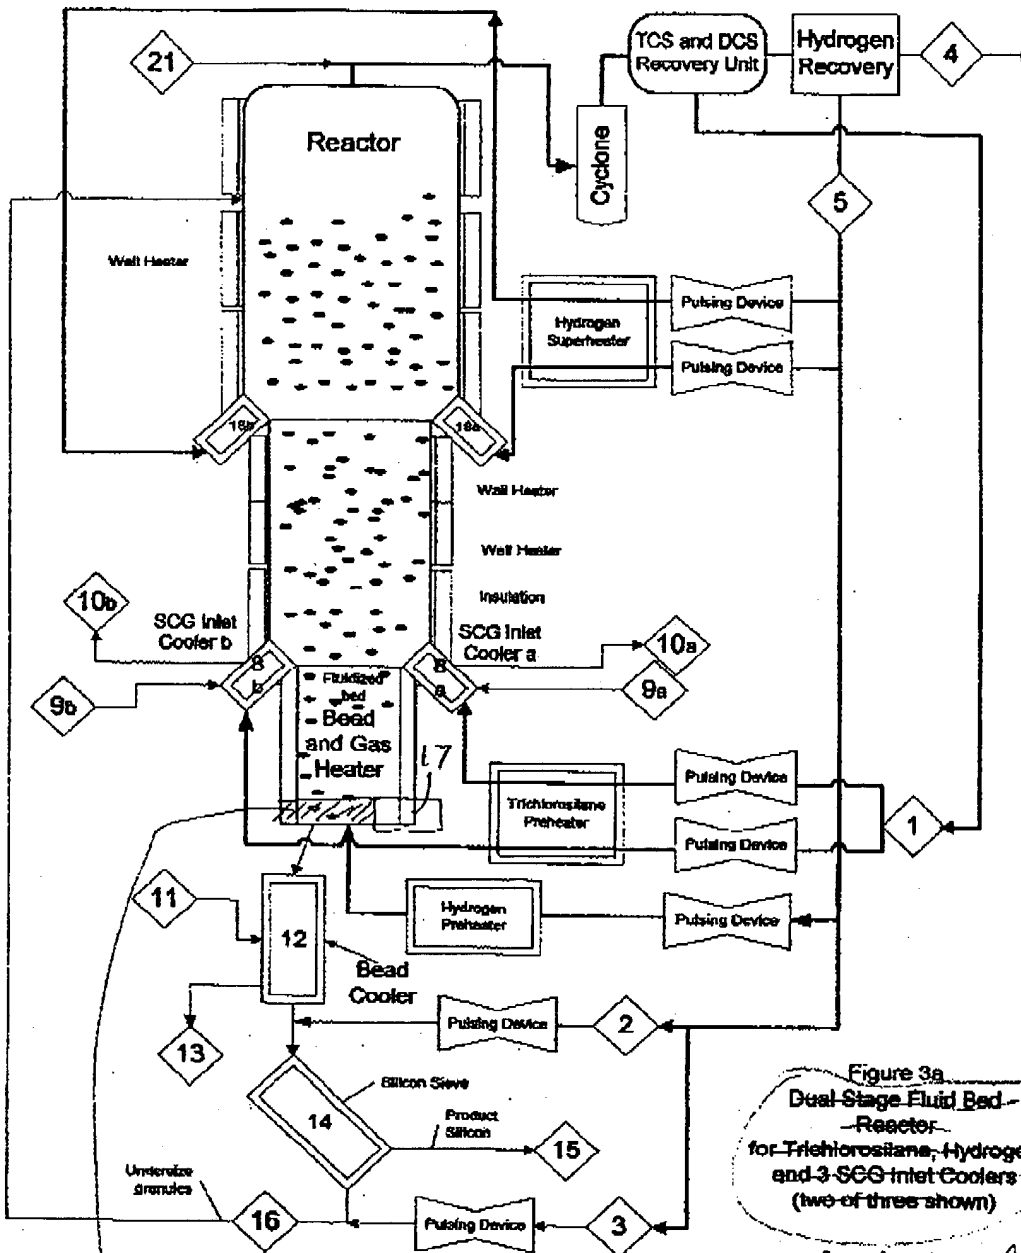 21
TCS and DCS
Recovery Unit
Hydrogen
Recovery
4
Reactor
Cyclone
5
Wall Heater
Hydrogen
Superheater
Pulsing Device
Pulsing Device
18b
18a
Wall Heater
Wall Heater
Insulation
10b
SCG Inlet
Cooler b
SCG Inlet
Cooler a
10a
8
b
8
a
9b
9a
Fluidized
bed
Bead
and Gas
Heater
17
Trichlorosilane
Preheater
Pulsing Device
Pulsing Device
1
11
12
Hydrogen
Preheater
Pulsing Device
Bead
Cooler
13
Pulsing Device
2
Silicon Sieve
14
Product
Silicon
15
Undersize
granules
16
Pulsing Device
3
Figure 3a
Dual Stage Fluid Bed
Reactor
for Trichlorosilane, Hydroge
and 3 SCG Inlet Coolers
(two of three shown)